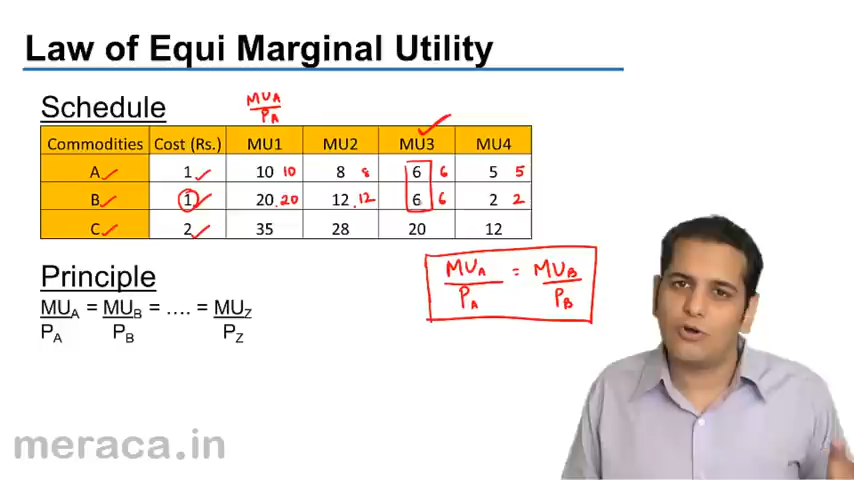 Law of Equi Marginal Utility
Schedule
MUA
PA
Commodities Cost (Rs.) MU1 MU2 MU3 MU4
A 1 10 10 8 8 6 6 5 5
B 1 20 20 12 12 6 6 2 2
C 2 35 28 20 12
Principle
MUA = MUB = .... = MUZ
PA PB PZ
MUA = MUB
PA PB
meraca.in